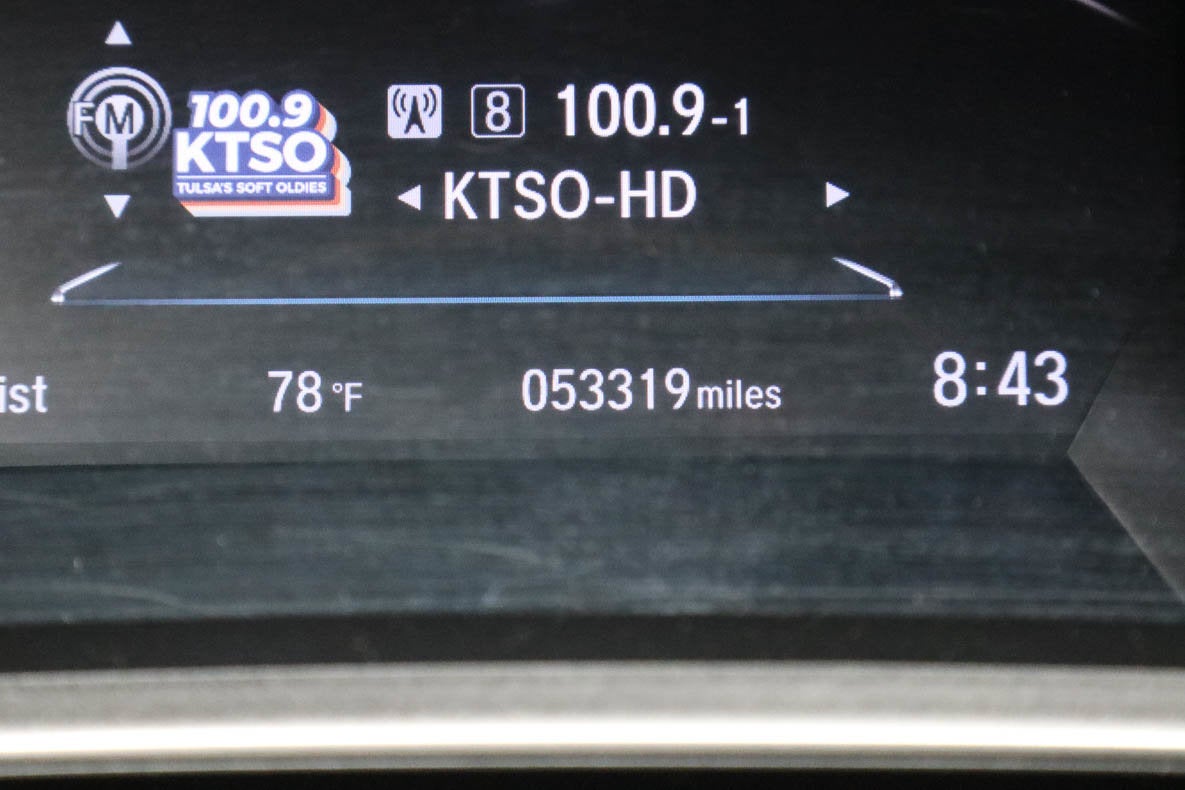 FM
100.9
KTSO
TULSA'S SOFT OLDIES
8 100.9-1
KTSO-HD
ist 78 °F 053319 miles 8:43